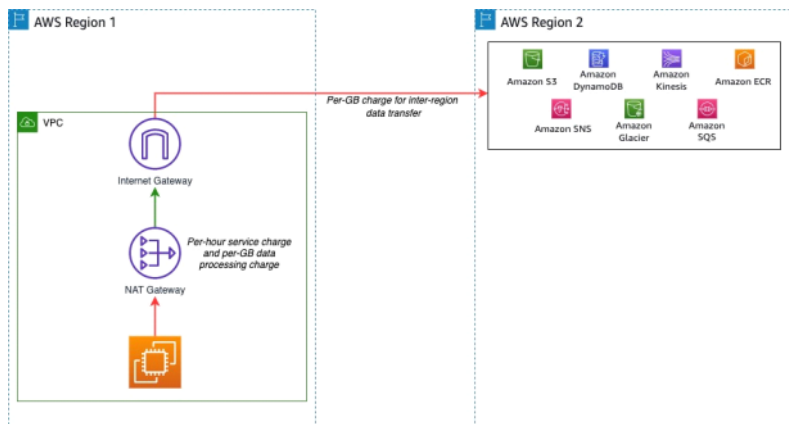 AWS Region 1
AWS Region 2
Amazon S3
Amazon
DynamoDB
Amazon
Kinesis
Amazon ECR
Amazon SNS
Amazon
Glacier
Amazon
SQS
Per-GB charge for inter-region
data transfer
VPC
Internet Gateway
Per-hour service charge
and per-GB data
processing charge
NAT Gateway